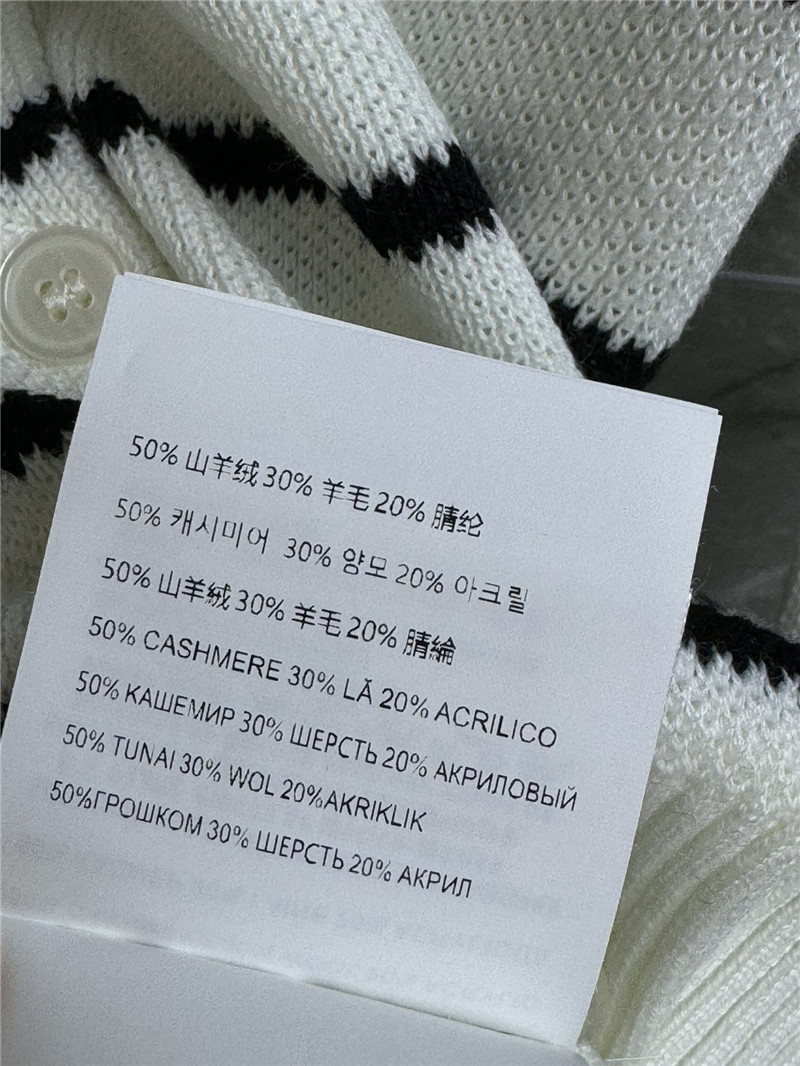 50% 山羊绒 30% 羊毛 20% 腈纶
50% 캐시미어 30% 양모 20% 아크릴
50% 山羊絨 30% 羊毛 20% 腈綸
50% CASHMERE 30% LĂ 20% ACRILICO
50% КАШЕМИР 30% ШЕРСТЬ 20% АКРИЛОВЫЙ
50% TUNAI 30% WOL 20%AKRIKLIK
50%ГРОШКОМ 30% ШЕРСТЬ 20% АКРИЛ